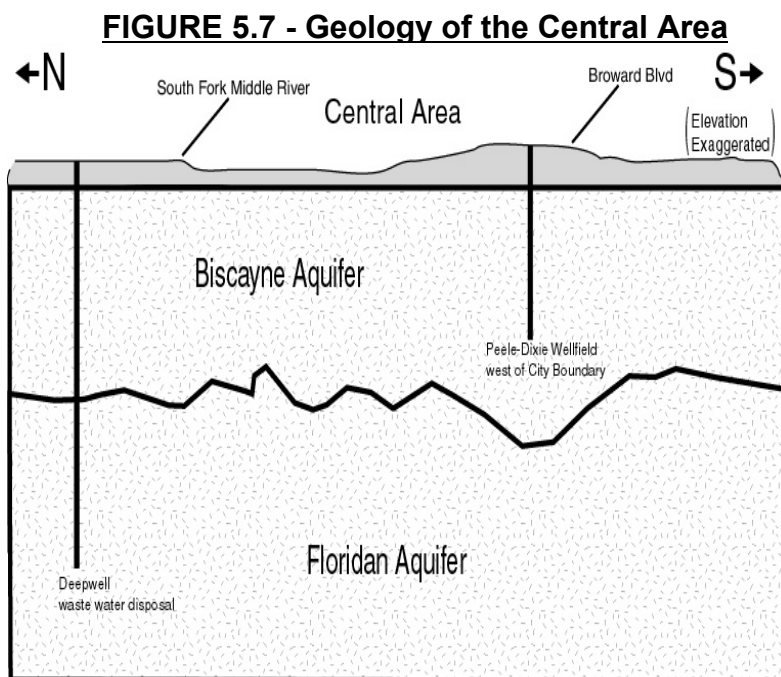 FIGURE 5.7 - Geology of the Central Area
←N
South Fork Middle River
Central Area
Broward Blvd
S→
(Elevation
Exaggerated)
Biscayne Aquifer
Peele-Dixie Wellfield
west of City Boundary
Floridan Aquifer
Deepwell
waste water disposal